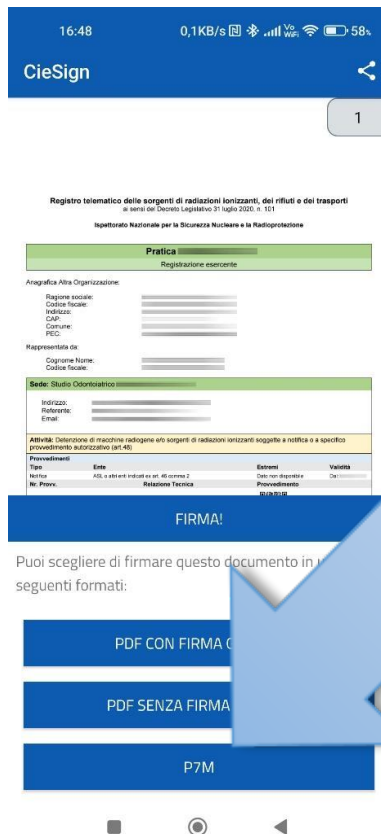 16:48 0,1KB/s Vo WiFi 58%
CieSign
1
Registro telematico delle sorgenti di radiazioni ionizzanti, dei rifiuti e dei trasporti
ai sensi del Decreto Legislativo 31 luglio 2020, n. 101
Ispettorato Nazionale per la Sicurezza Nucleare e la Radioprotezione
Pratica
Registrazione esercente
Anagrafica Altra Organizzazione:
Ragione sociale:
Codice fiscale:
Indirizzo:
CAP:
Comune:
PEC:
Rappresentata da:
Cognome Nome:
Codice fiscale:
Sede: Studio Odontoiatrico
Indirizzo:
Referente:
Email:
Attività: Detenzione di macchine radiogene e/o sorgenti di radiazioni ionizzanti soggette a notifica o a specifico
provvedimento autorizzativo (art.48)
Provvedimenti
Tipo Ente Estremi Validità
Notifica ASL o altri enti indicati ex art. 46 comma 2 Dato non disponibile Da:
Nr. Provv. Relazione Tecnica Provvedimento
FIRMA!
Puoi scegliere di firmare questo documento in
seguenti formati:
PDF CON FIRMA
PDF SENZA FIRMA
P7M